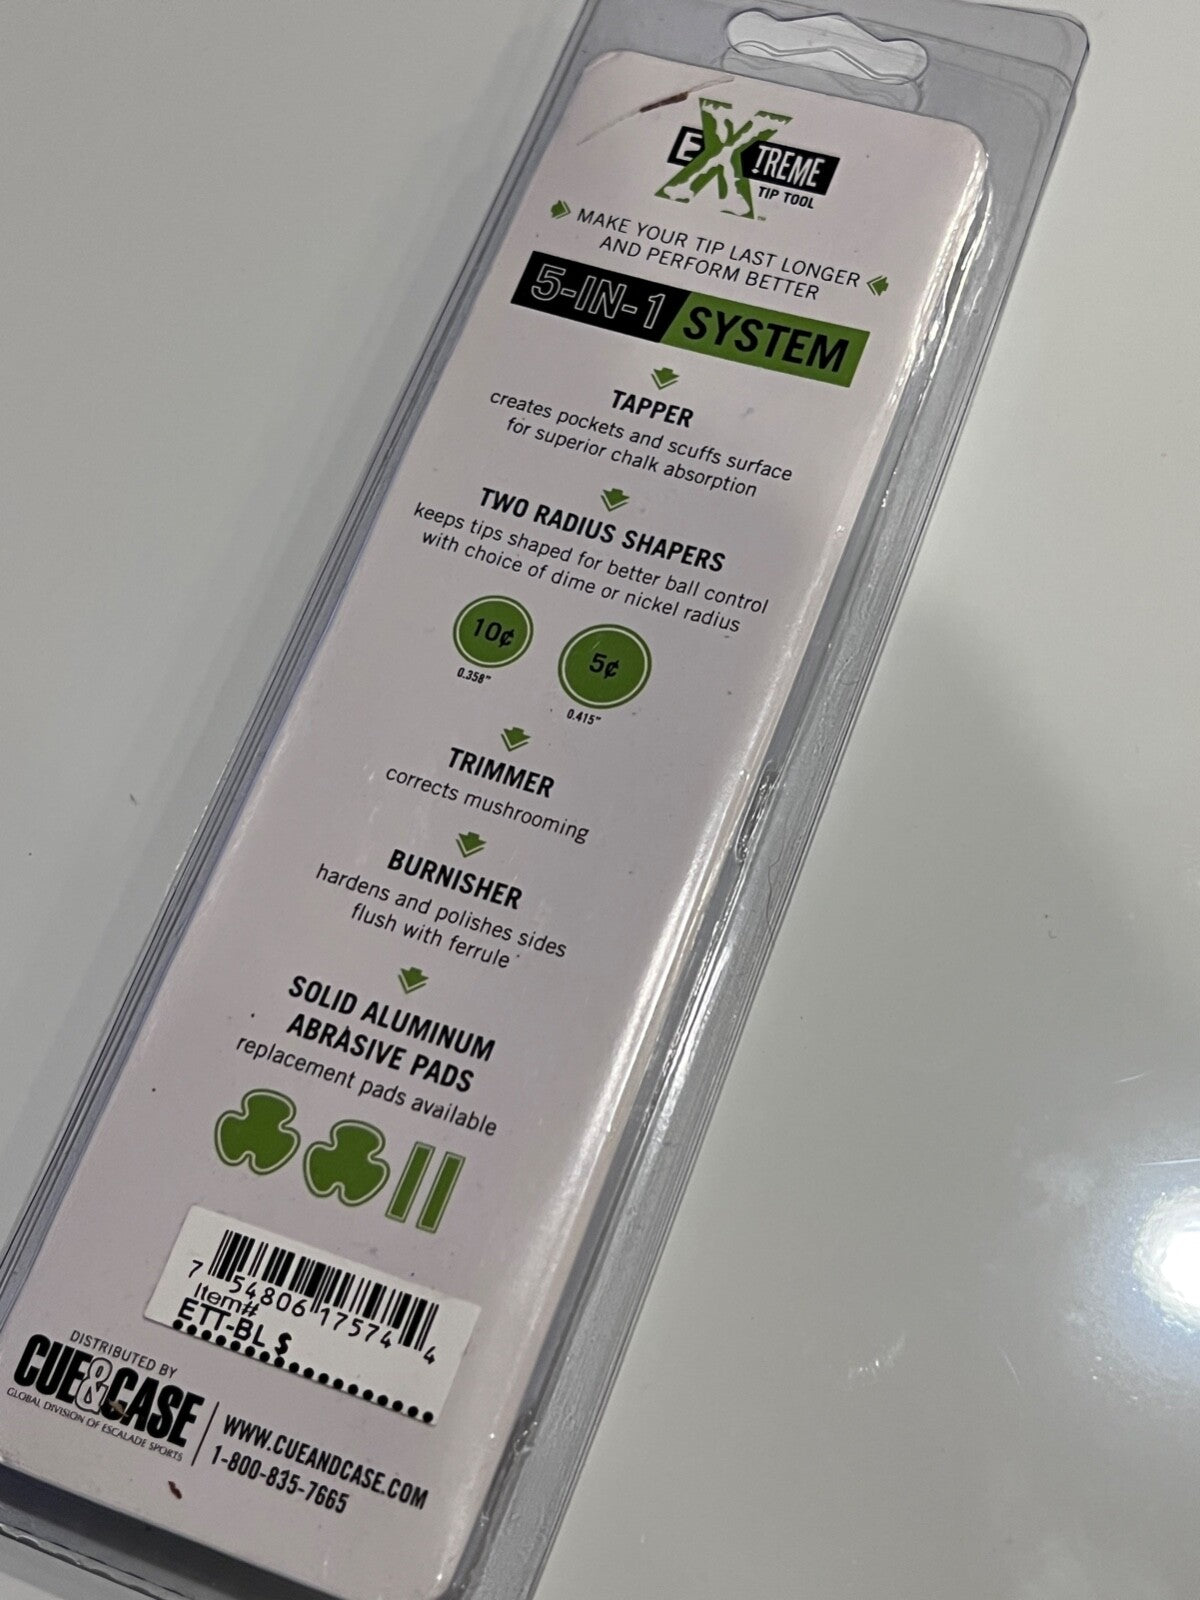 EXTREME
TIP TOOL
™
MAKE YOUR TIP LAST LONGER
AND PERFORM BETTER
5-IN-1 SYSTEM
TAPPER
creates pockets and scuffs surface
for superior chalk absorption
TWO RADIUS SHAPERS
keeps tips shaped for better ball control
with choice of dime or nickel radius
10¢ 5¢
0.358" 0.415"
TRIMMER
corrects mushrooming
BURNISHER
hardens and polishes sides
flush with ferrule
SOLID ALUMINUM
ABRASIVE PADS
replacement pads available
7 54806 17574 4
Item#
ETT-BL $
DISTRIBUTED BY
CUE&CASE
GLOBAL DIVISION OF ESCALADE SPORTS
WWW.CUEANDCASE.COM
1-800-835-7665